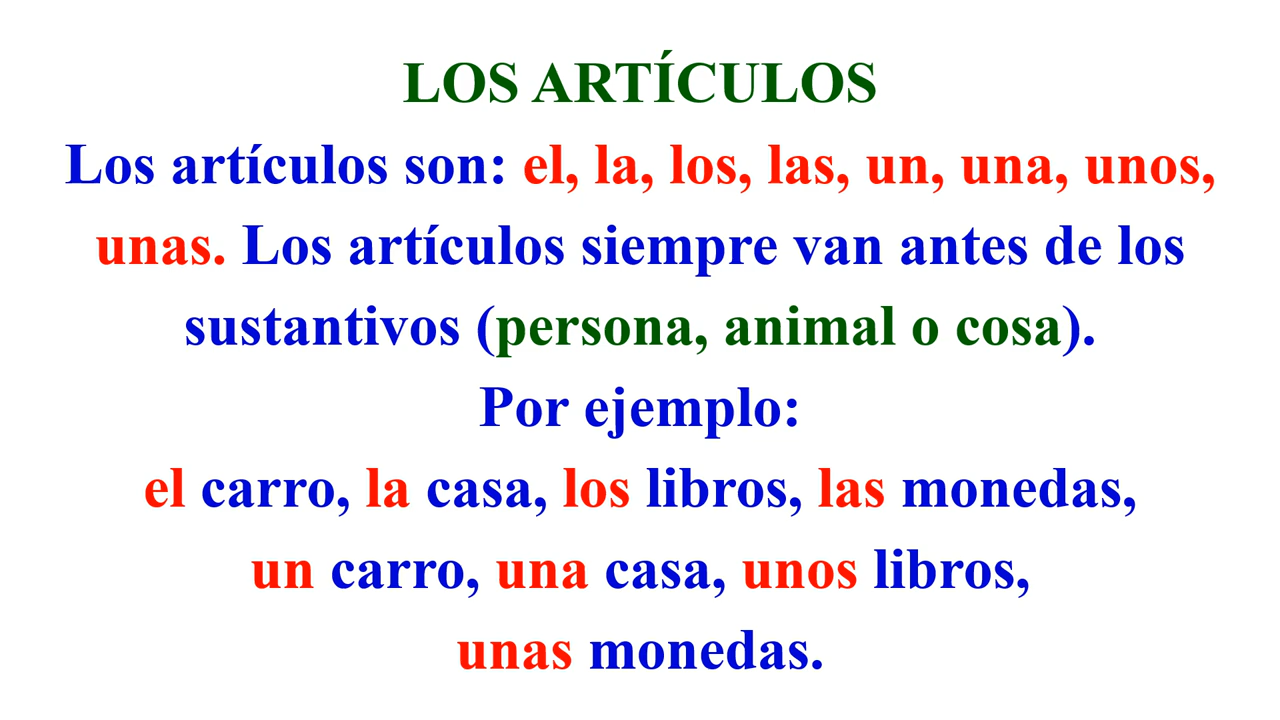 LOS ARTÍCULOS
Los artículos son: el, la, los, las, un, una, unos,
unas. Los artículos siempre van antes de los
sustantivos (persona, animal o cosa).
Por ejemplo:
el carro, la casa, los libros, las monedas,
un carro, una casa, unos libros,
unas monedas.